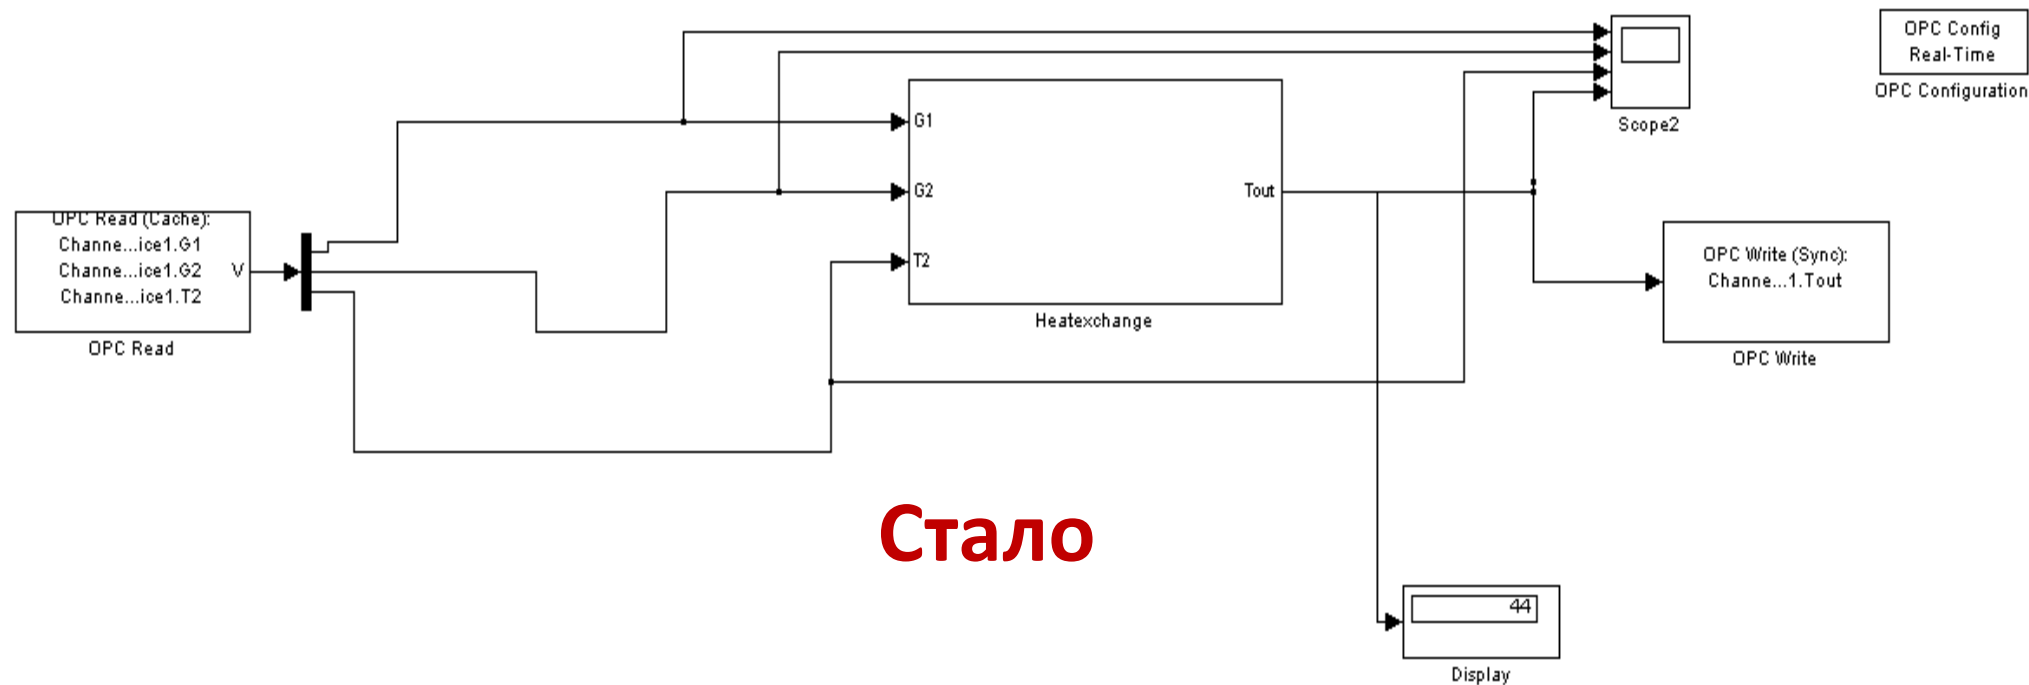 OPC Config
Real-Time
OPC Configuration
Scope2
G1
G2
T2
Tout
Heatexchange
OPC Read (Cache):
Channe...ice1.G1
Channe...ice1.G2
Channe...ice1.T2
V
OPC Read
OPC Write (Sync):
Channe...1.Tout
OPC Write
Стало
44
Display